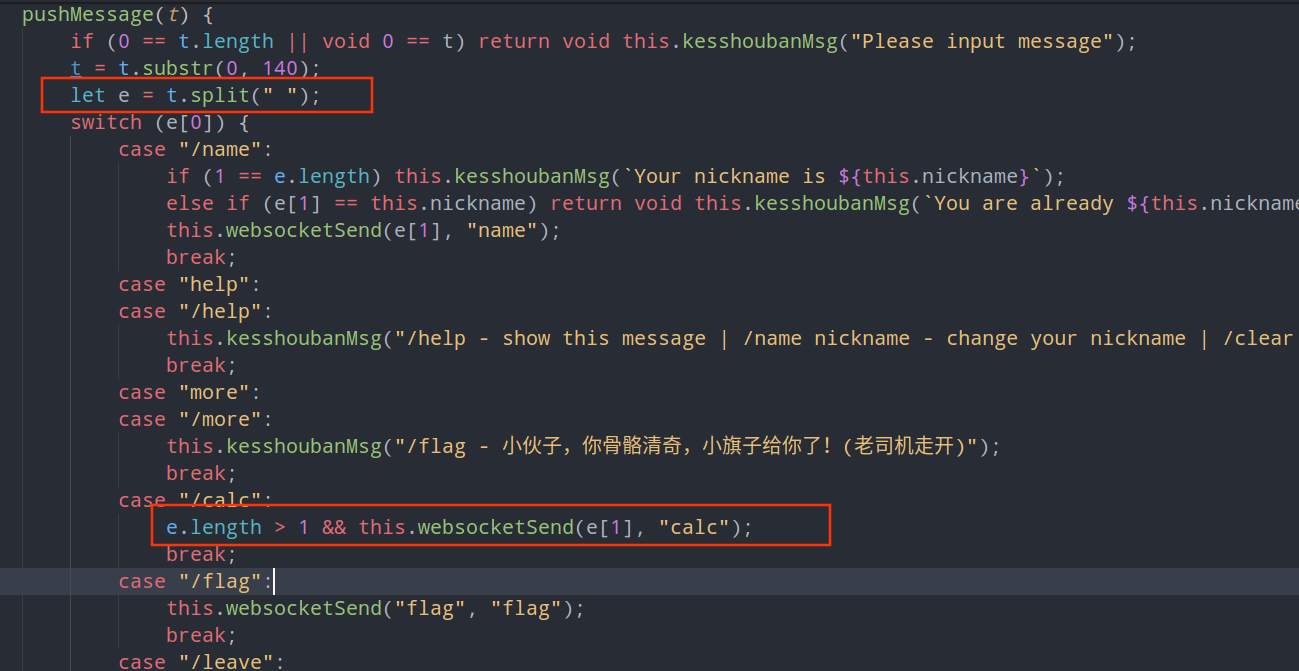 pushMessage(t) {
if (0 == t.length || void 0 == t) return void this.kesshoubanMsg("Please input message");
t = t.substr(0, 140);
let e = t.split(" ");
switch (e[0]) {
case "/name":
if (1 == e.length) this.kesshoubanMsg(`Your nickname is ${this.nickname}`);
else if (e[1] == this.nickname) return void this.kesshoubanMsg(`You are already ${this.nickname
this.websocketSend(e[1], "name");
break;
case "help":
case "/help":
this.kesshoubanMsg("/help - show this message | /name nickname - change your nickname | /clear
break;
case "more":
case "/more":
this.kesshoubanMsg("/flag - 小伙子，你骨骼清奇，小旗子给你了！(老司机走开)");
break;
case "/calc":
e.length > 1 && this.websocketSend(e[1], "calc");
break;
case "/flag":
this.websocketSend("flag", "flag");
break;
case "/leave":